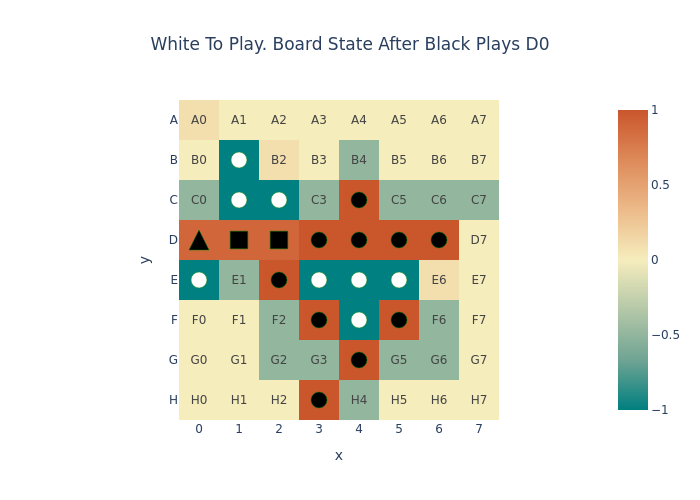 White To Play. Board State After Black Plays D0
A A0 A1 A2 A3 A4 A5 A6 A7
B B0 B2 B3 B4 B5 B6 B7
C C0 C3 C5 C6 C7
D D7
E E1 E6 E7
F F0 F1 F2 F6 F7
G G0 G1 G2 G3 G5 G6 G7
H H0 H1 H2 H4 H5 H6 H7
0 1 2 3 4 5 6 7
x
y
1
0.5
0
−0.5
−1